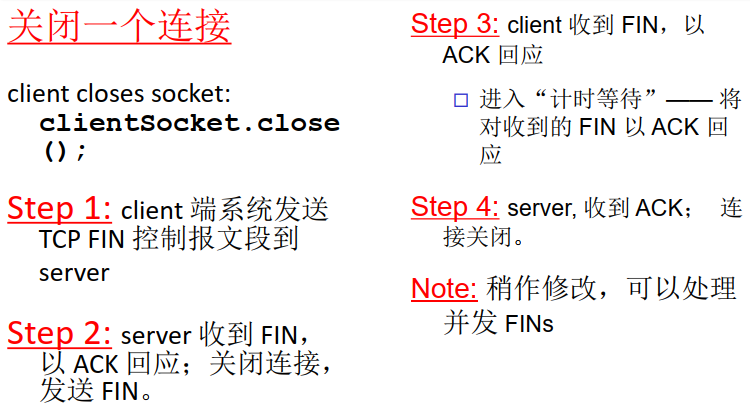 关闭一个连接
client closes socket:
clientSocket.close
();
Step 1: client 端系统发送
TCP FIN 控制报文段到
server
Step 2: server 收到 FIN，
以 ACK 回应；关闭连接，
发送 FIN。
Step 3: client 收到 FIN，以
ACK 回应
进入“计时等待”—— 将
对收到的 FIN 以 ACK 回
应
Step 4: server, 收到 ACK； 连
接关闭。
Note: 稍作修改，可以处理
并发 FINs